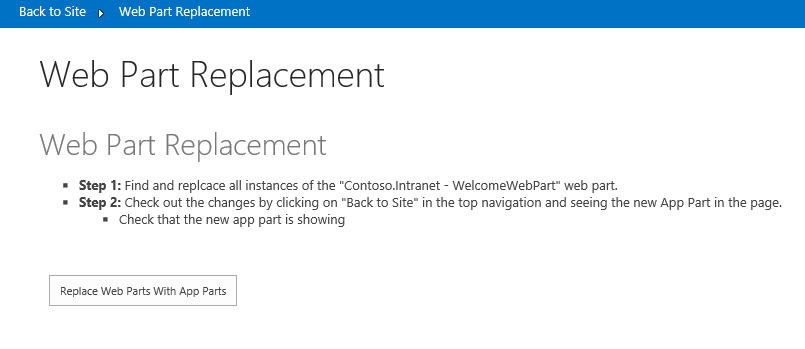 Back to Site Web Part Replacement
Web Part Replacement
Web Part Replacement
Step 1: Find and replcace all instances of the "Contoso.Intranet - WelcomeWebPart" web part.
Step 2: Check out the changes by clicking on "Back to Site" in the top navigation and seeing the new App Part in the page.
Check that the new app part is showing
Replace Web Parts With App Parts